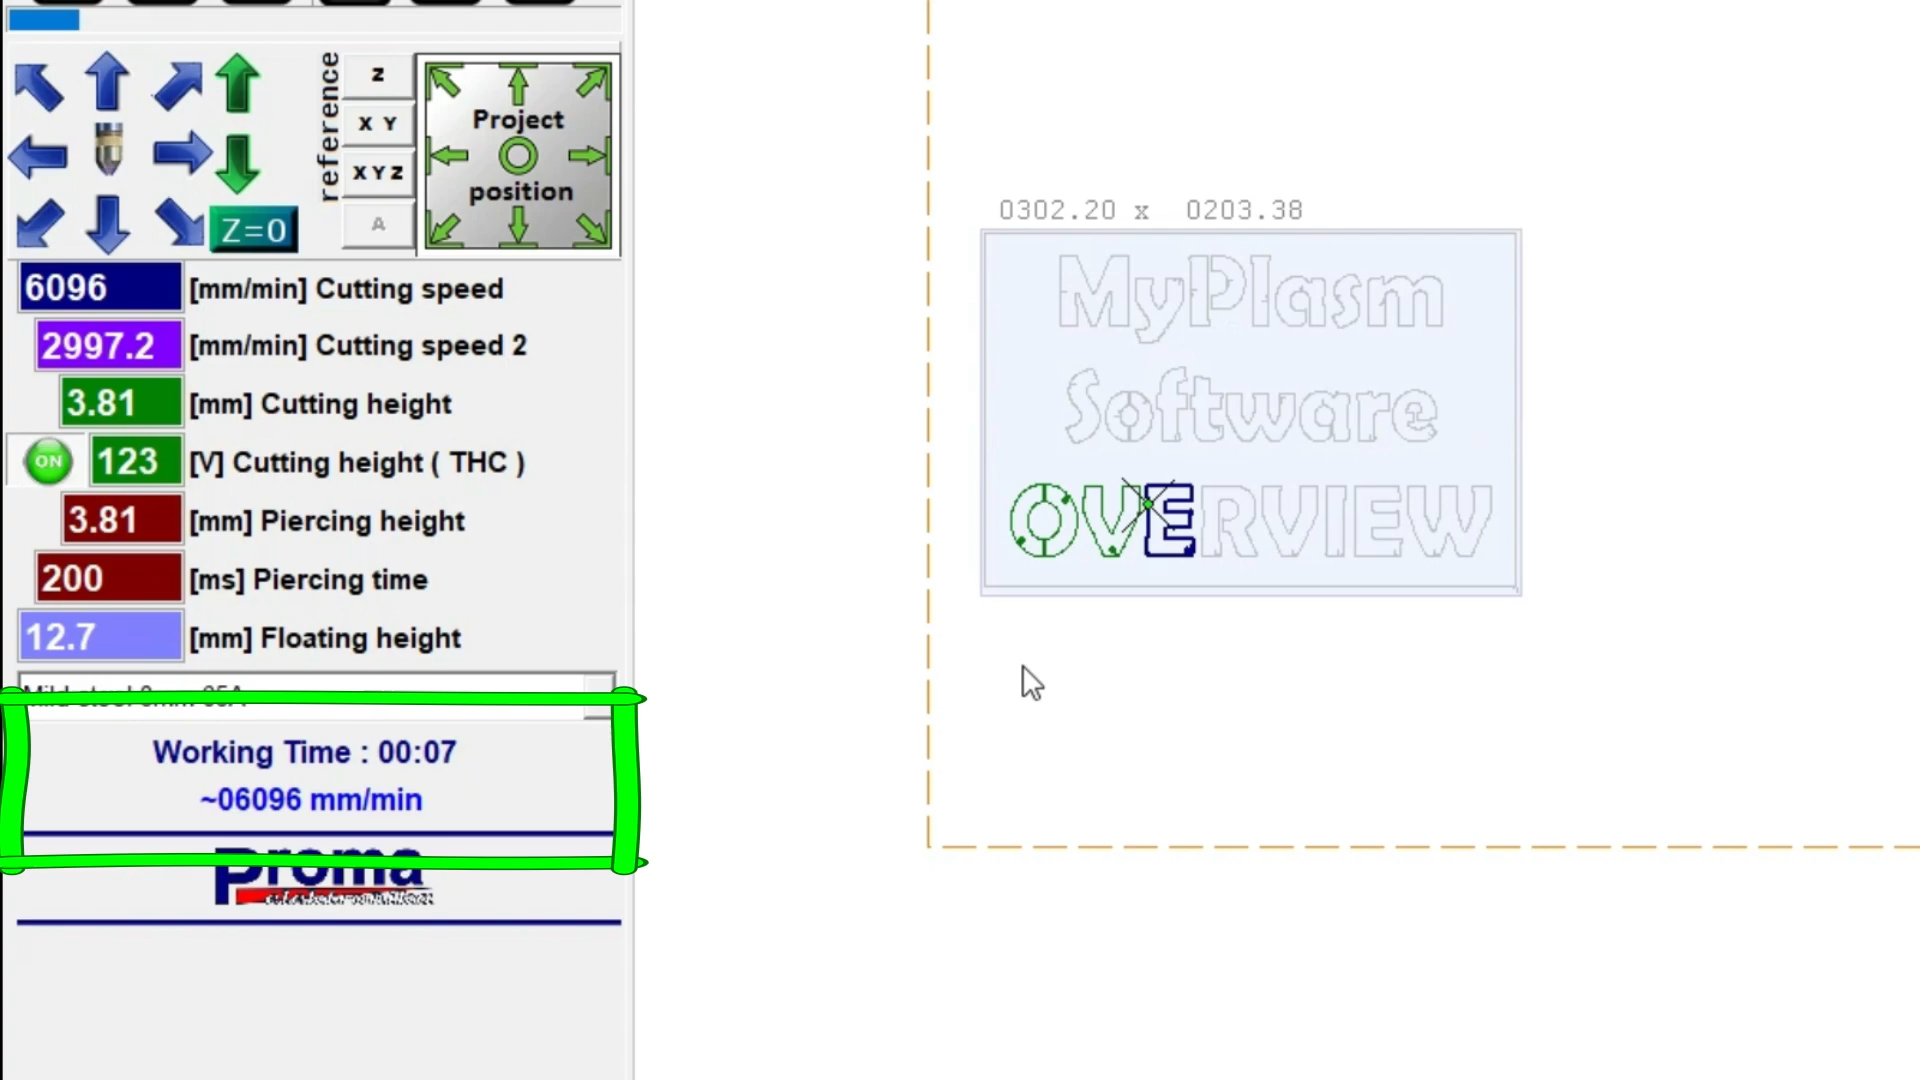 reference
Z
X Y
X Y Z
A
Project
position
Z=0
6096 [mm/min] Cutting speed
2997.2 [mm/min] Cutting speed 2
3.81 [mm] Cutting height
ON 123 [V] Cutting height ( THC )
3.81 [mm] Piercing height
200 [ms] Piercing time
12.7 [mm] Floating height
Mild steel
Working Time : 00:07
~06096 mm/min
Proma
0302.20 x 0203.38
MyPlasm
Software
OVERVIEW